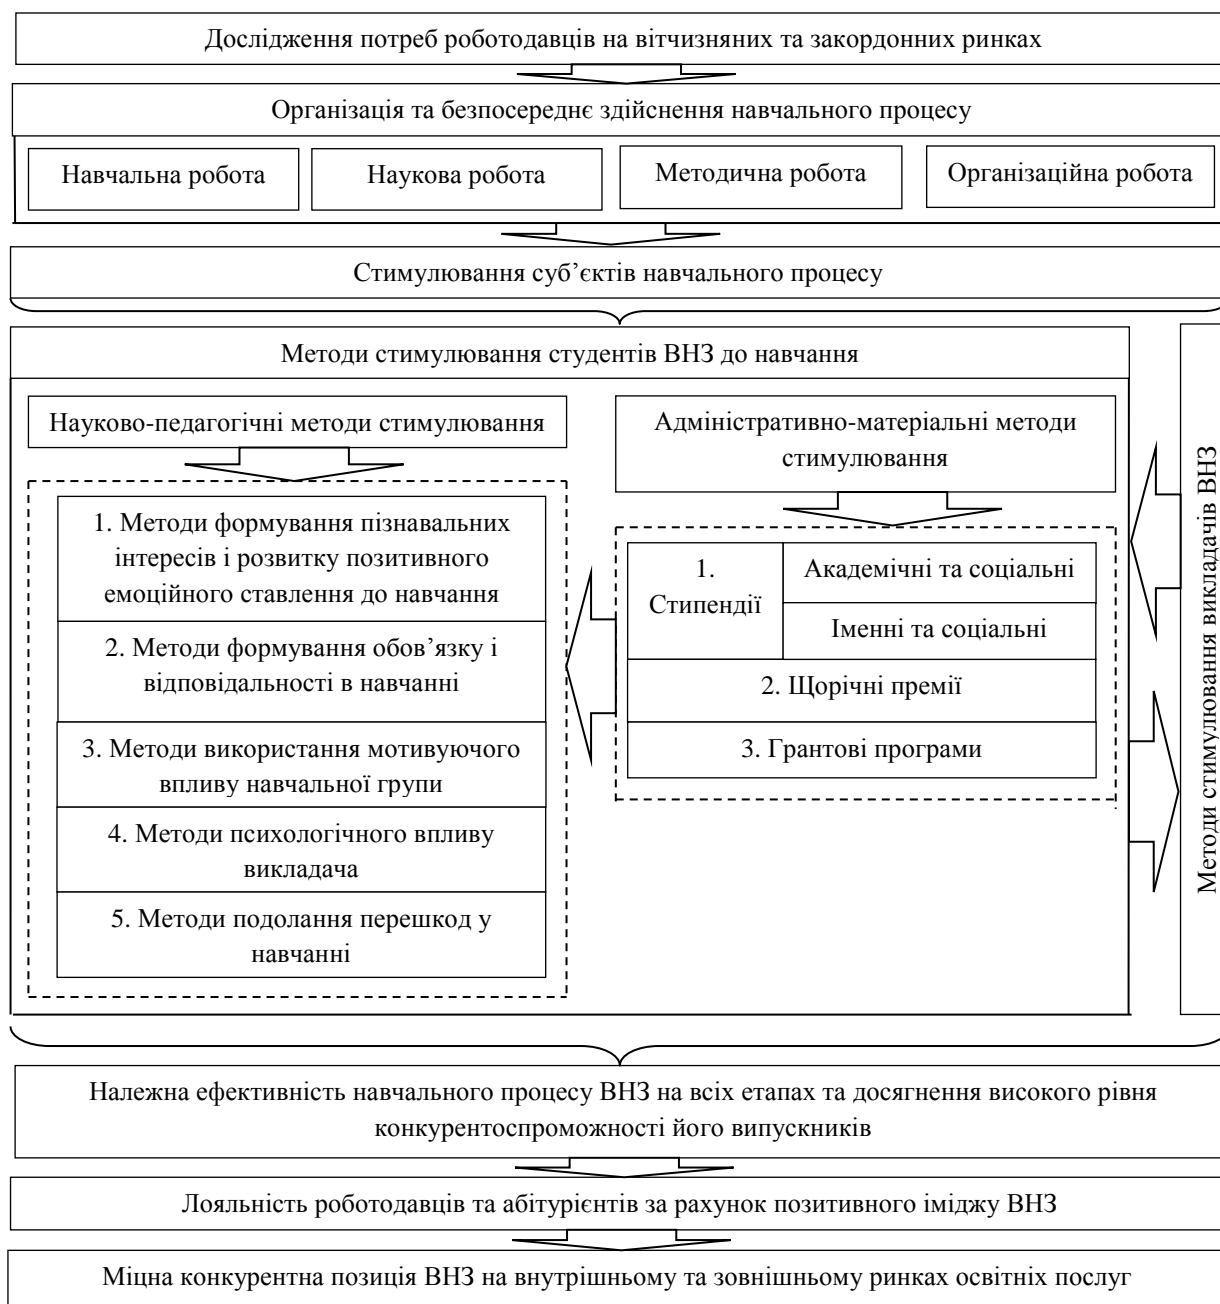 Дослідження потреб роботодавців на вітчизняних та закордонних ринках
Організація та безпосереднє здійснення навчального процесу
Навчальна робота
Наукова робота
Методична робота
Організаційна робота
Стимулювання суб’єктів навчального процесу
Методи стимулювання студентів ВНЗ до навчання
Науково-педагогічні методи стимулювання
1. Методи формування пізнавальних
інтересів і розвитку позитивного
емоційного ставлення до навчання
2. Методи формування обов’язку і
відповідальності в навчанні
3. Методи використання мотивуючого
впливу навчальної групи
4. Методи психологічного впливу
викладача
5. Методи подолання перешкод у
навчанні
Адміністративно-матеріальні методи
стимулювання
1.
Стипендії
Академічні та соціальні
Іменні та соціальні
2. Щорічні премії
3. Грантові програми
Методи стимулювання викладачів ВНЗ
Належна ефективність навчального процесу ВНЗ на всіх етапах та досягнення високого рівня
конкурентоспроможності його випускників
Лояльність роботодавців та абітурієнтів за рахунок позитивного іміджу ВНЗ
Міцна конкурентна позиція ВНЗ на внутрішньому та зовнішньому ринках освітніх послуг